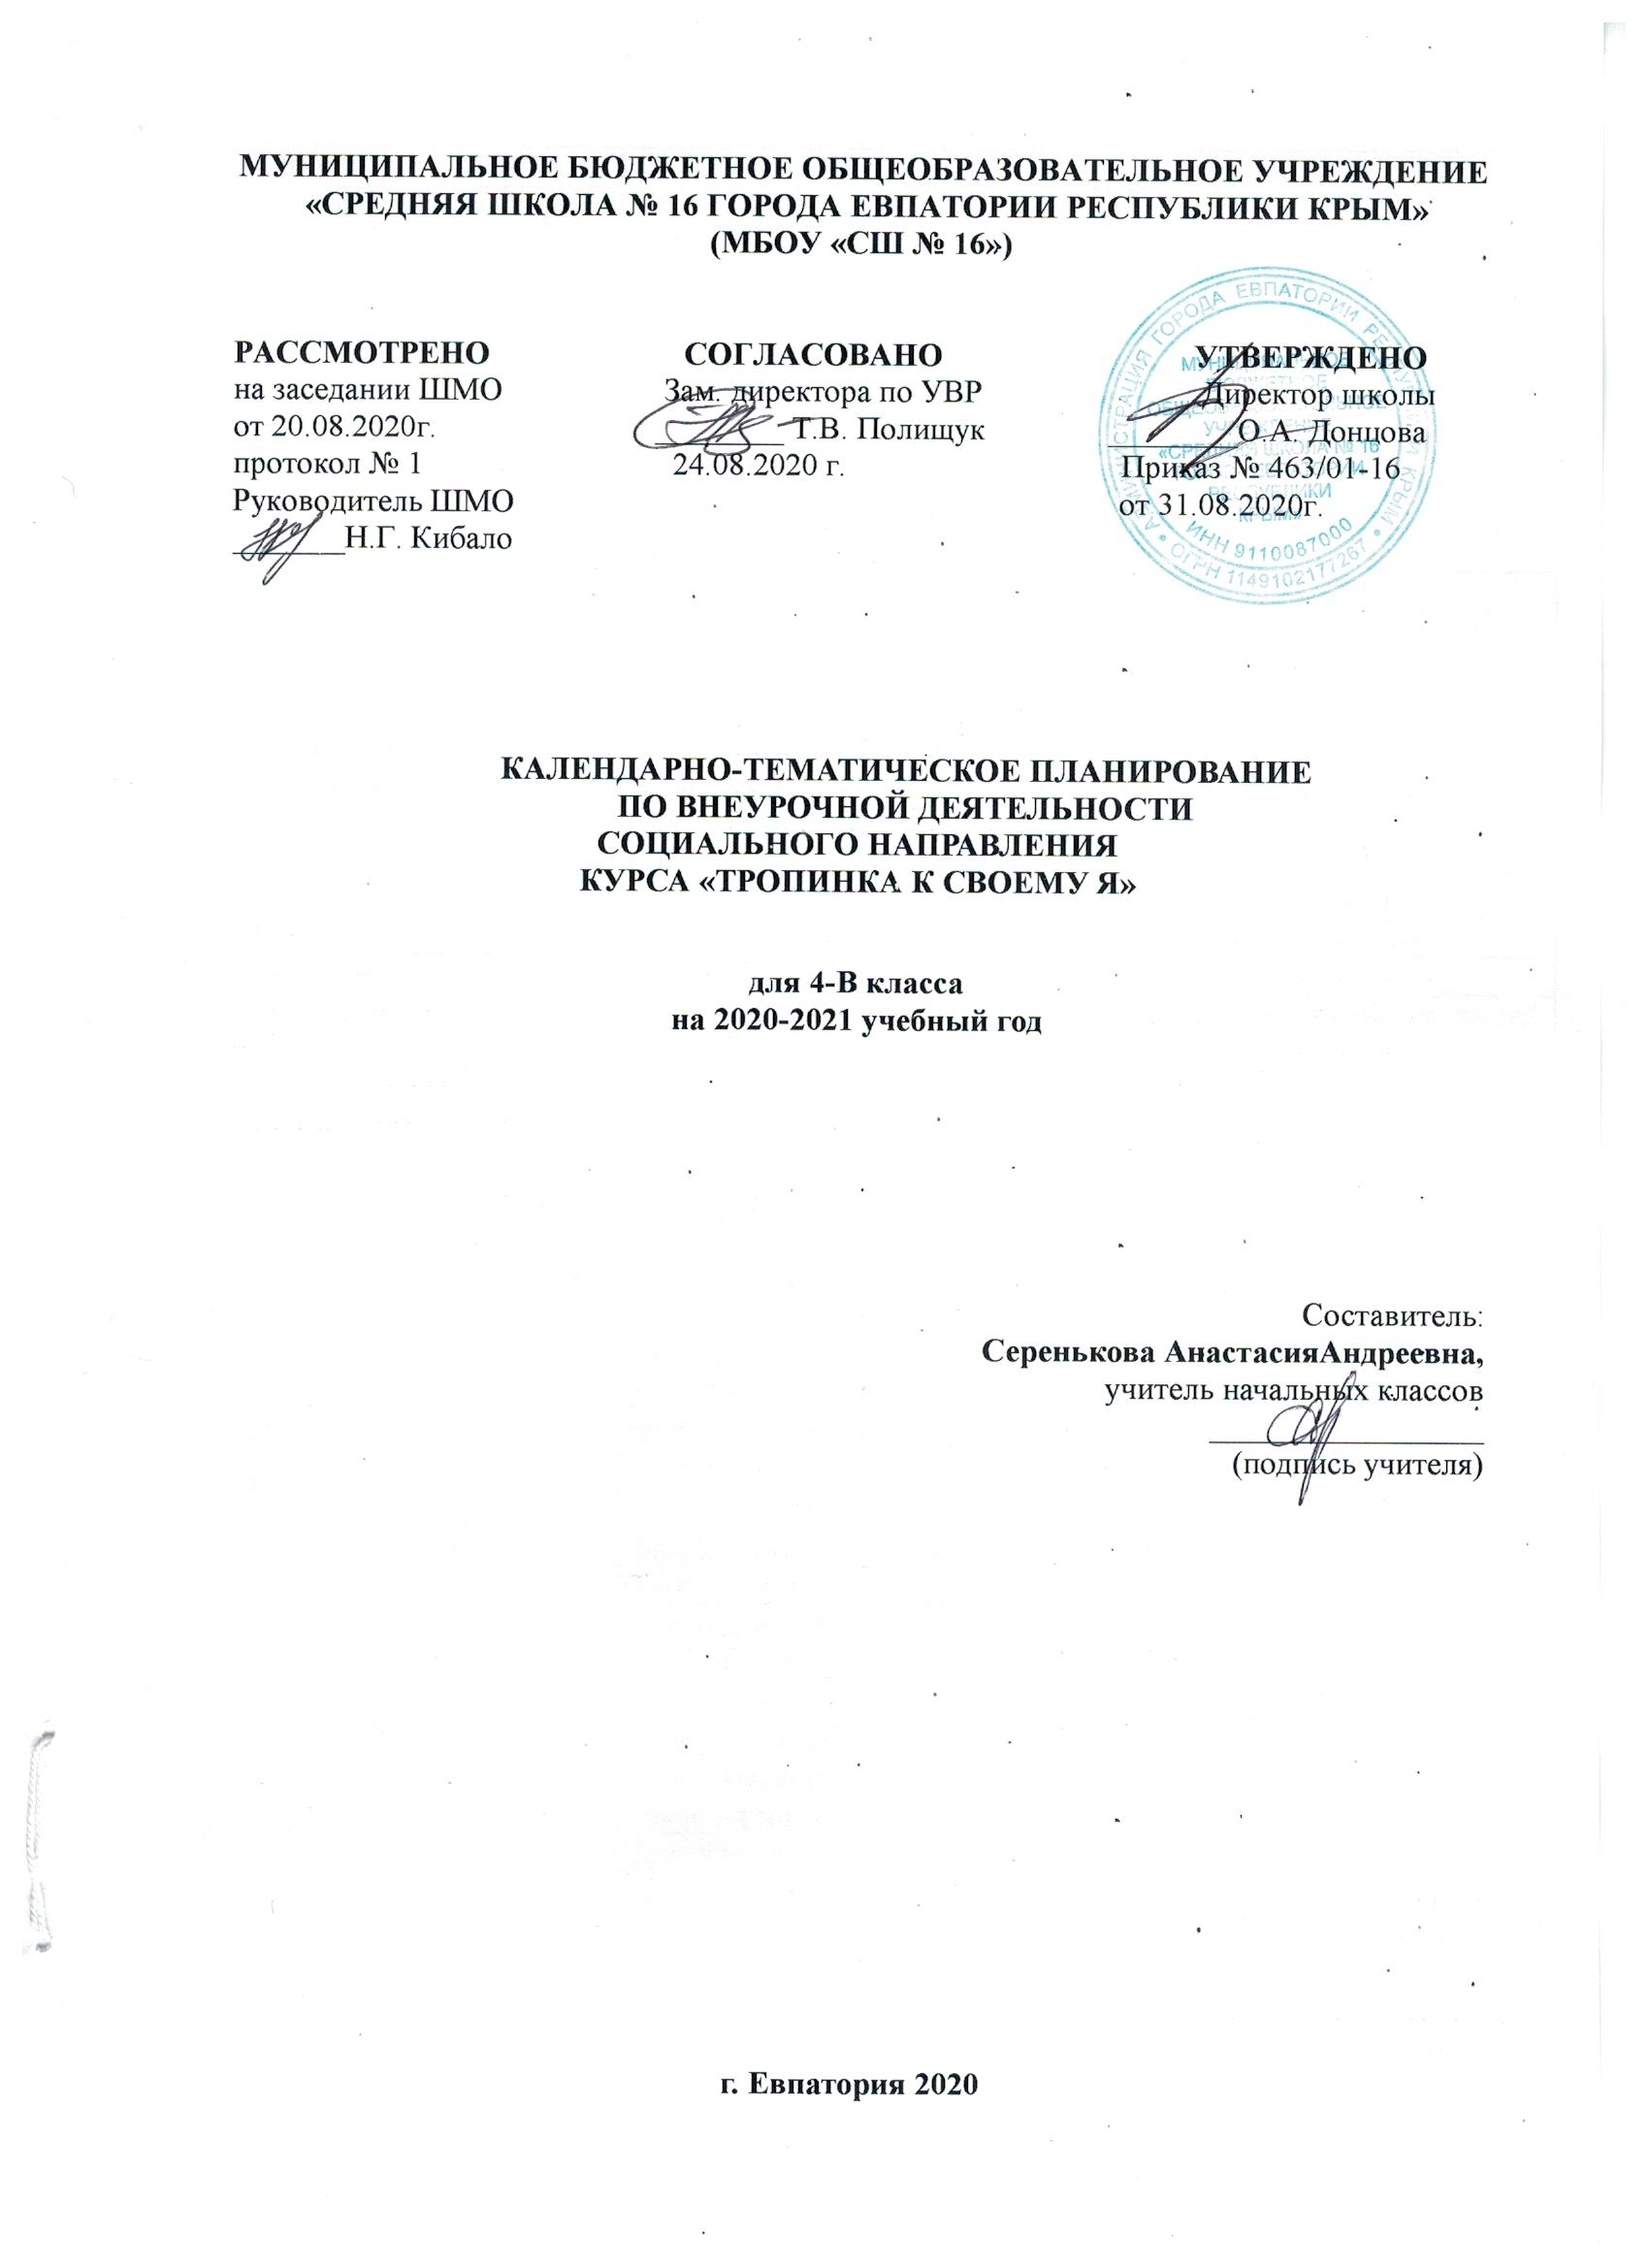 МУНИЦИПАЛЬНОЕ БЮДЖЕТНОЕ ОБЩЕОБРАЗОВАТЕЛЬНОЕ УЧРЕЖДЕНИЕ
«СРЕДНЯЯ ШКОЛА № 16 ГОРОДА ЕВПАТОРИИ РЕСПУБЛИКИ КРЫМ»
(МБОУ «СШ № 16»)
РАССМОТРЕНО
на заседании ШМО
от 20.08.2020г.
протокол № 1
Руководитель ШМО
Н.Г. Кибало
СОГЛАСОВАНО
Зам. директора по УВР
Т.В. Полищук
24.08.2020 г.
УТВЕРЖДЕНО
Директор школы
О.А. Донцова
Приказ № 463/01-16
от 31.08.2020г.
ИНН 9110087000
ОГРН 1149102177267
КАЛЕНДАРНО-ТЕМАТИЧЕСКОЕ ПЛАНИРОВАНИЕ
ПО ВНЕУРОЧНОЙ ДЕЯТЕЛЬНОСТИ
СОЦИАЛЬНОГО НАПРАВЛЕНИЯ
КУРСА «ТРОПИНКА К СВОЕМУ Я»
для 4-В класса
на 2020-2021 учебный год
Составитель:
Серенькова АнастасияАндреевна,
учитель начальных классов
(подпись учителя)
г. Евпатория 2020